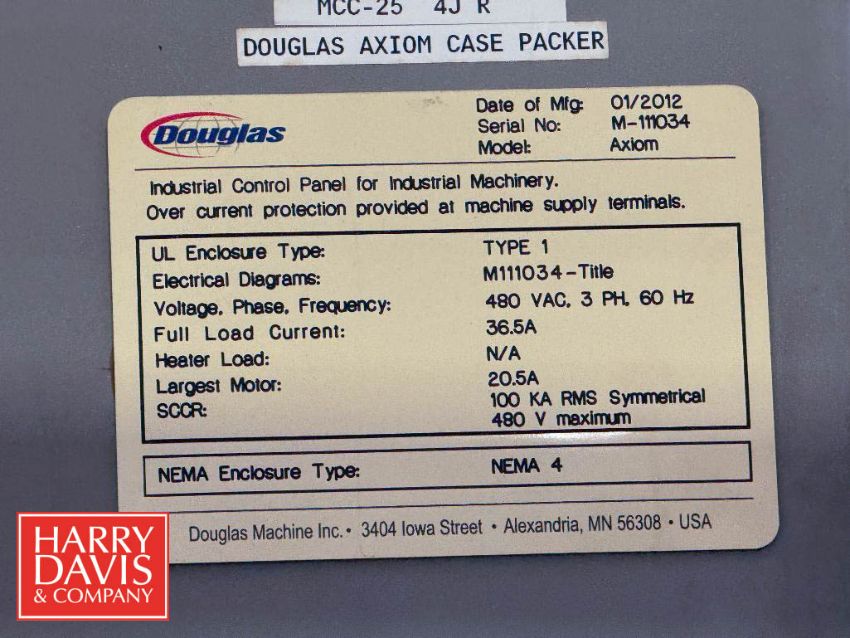 MCC-25 4J R
DOUGLAS AXIOM CASE PACKER
Douglas
Date of Mfg: 01/2012
Serial No: M-111034
Model: Axiom
Industrial Control Panel for Industrial Machinery.
Over current protection provided at machine supply terminals.
UL Enclosure Type: TYPE 1
Electrical Diagrams: M111034-Title
Voltage, Phase, Frequency: 480 VAC, 3 PH, 60 Hz
Full Load Current: 36.5A
Heater Load: N/A
Largest Motor: 20.5A
SCCR: 100 KA RMS Symmetrical
480 V maximum
NEMA Enclosure Type: NEMA 4
Douglas Machine Inc. • 3404 Iowa Street • Alexandria, MN 56308 • USA
HARRY
DAVIS
& COMPANY